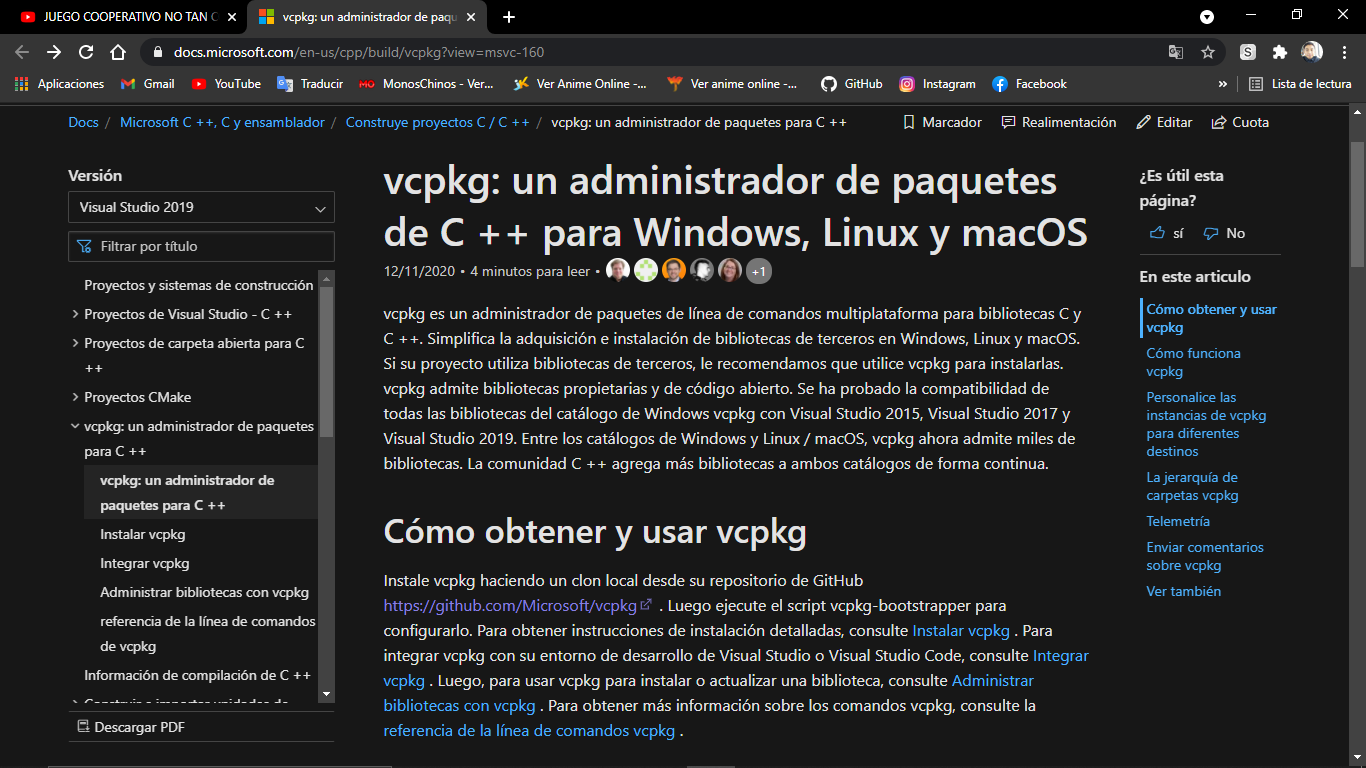 JUEGO COOPERATIVO NO TAN C
vcpkg: un administrador de paqu
docs.microsoft.com/en-us/cpp/build/vcpkg?view=msvc-160
Aplicaciones
Gmail
YouTube
Traducir
MonosChinos - Ver...
Ver Anime Online -...
Ver anime online -...
GitHub
Instagram
Facebook
»
Lista de lectura
Docs / Microsoft C ++, C y ensamblador / Construye proyectos C / C ++ / vcpkg: un administrador de paquetes para C ++
Marcador
Realimentación
Editar
Cuota
Versión
Visual Studio 2019
Filtrar por título
Proyectos y sistemas de construcción
Proyectos de Visual Studio - C ++
Proyectos de carpeta abierta para C
++
Proyectos CMake
vcpkg: un administrador de paquetes
para C ++
vcpkg: un administrador de
paquetes para C ++
Instalar vcpkg
Integrar vcpkg
Administrar bibliotecas con vcpkg
referencia de la línea de comandos
de vcpkg
Información de compilación de C ++
Descargar PDF
vcpkg: un administrador de paquetes
de C ++ para Windows, Linux y macOS
12/11/2020 • 4 minutos para leer •
+1
vcpkg es un administrador de paquetes de línea de comandos multiplataforma para bibliotecas C y
C ++. Simplifica la adquisición e instalación de bibliotecas de terceros en Windows, Linux y macOS.
Si su proyecto utiliza bibliotecas de terceros, le recomendamos que utilice vcpkg para instalarlas.
vcpkg admite bibliotecas propietarias y de código abierto. Se ha probado la compatibilidad de
todas las bibliotecas del catálogo de Windows vcpkg con Visual Studio 2015, Visual Studio 2017 y
Visual Studio 2019. Entre los catálogos de Windows y Linux / macOS, vcpkg ahora admite miles de
bibliotecas. La comunidad C ++ agrega más bibliotecas a ambos catálogos de forma continua.
Cómo obtener y usar vcpkg
Instale vcpkg haciendo un clon local desde su repositorio de GitHub
https://github.com/Microsoft/vcpkg . Luego ejecute el script vcpkg-bootstrapper para
configurarlo. Para obtener instrucciones de instalación detalladas, consulte Instalar vcpkg . Para
integrar vcpkg con su entorno de desarrollo de Visual Studio o Visual Studio Code, consulte Integrar
vcpkg . Luego, para usar vcpkg para instalar o actualizar una biblioteca, consulte Administrar
bibliotecas con vcpkg . Para obtener más información sobre los comandos vcpkg, consulte la
referencia de la línea de comandos vcpkg .
¿Es útil esta
página?
sí
No
En este articulo
Cómo obtener y usar
vcpkg
Cómo funciona
vcpkg
Personalice las
instancias de vcpkg
para diferentes
destinos
La jerarquía de
carpetas vcpkg
Telemetría
Enviar comentarios
sobre vcpkg
Ver también